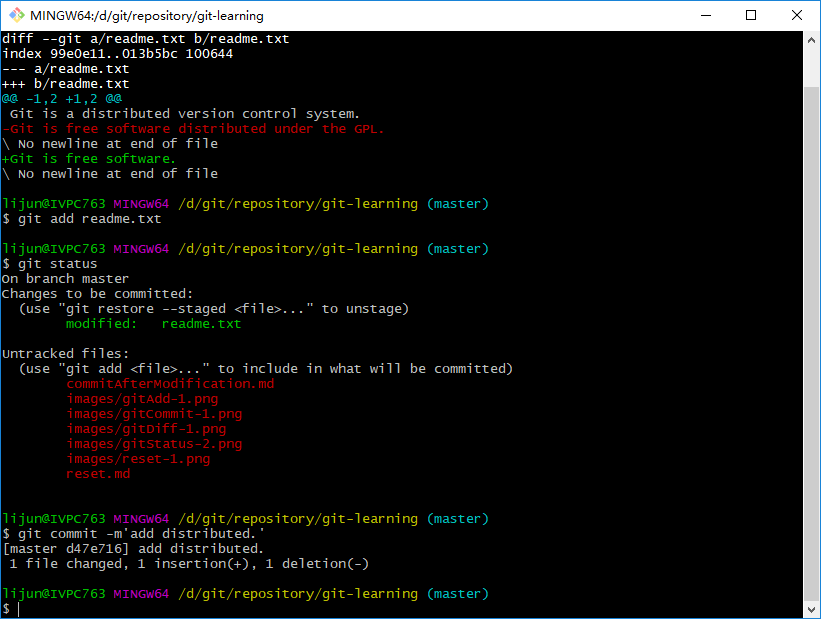 MINGW64:/d/git/repository/git-learning
diff --git a/readme.txt b/readme.txt
index 99e0e11..013b5bc 100644
--- a/readme.txt
+++ b/readme.txt
@@ -1,2 +1,2 @@
 Git is a distributed version control system.
-Git is free software distributed under the GPL.
\ No newline at end of file
+Git is free software.
\ No newline at end of file
lijun@IVPC763 MINGW64 /d/git/repository/git-learning (master)
$ git add readme.txt
lijun@IVPC763 MINGW64 /d/git/repository/git-learning (master)
$ git status
On branch master
Changes to be committed:
  (use "git restore --staged <file>..." to unstage)
        modified:   readme.txt
Untracked files:
  (use "git add <file>..." to include in what will be committed)
        commitAfterModification.md
        images/gitAdd-1.png
        images/gitCommit-1.png
        images/gitDiff-1.png
        images/gitStatus-2.png
        images/reset-1.png
        reset.md
lijun@IVPC763 MINGW64 /d/git/repository/git-learning (master)
$ git commit -m'add distributed.'
[master d47e716] add distributed.
 1 file changed, 1 insertion(+), 1 deletion(-)
lijun@IVPC763 MINGW64 /d/git/repository/git-learning (master)
$